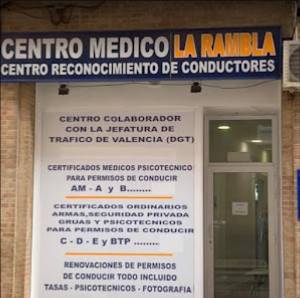 CENTRO MEDICO LA RAMBLA
CENTRO RECONOCIMIENTO DE CONDUCTORES
CENTRO COLABORADOR
CON LA JEFATURA DE
TRAFICO DE VALENCIA (DGT)
CERTIFICADOS MEDICOS PSICOTECNICO
PARA PERMISOS DE CONDUCIR
AM - A y B........
CERTIFICADOS ORDINARIOS
ARMAS,SEGURIDAD PRIVADA
GRUAS Y PSICOTECNICOS
PARA PERMISOS DE CONDUCIR
C - D - E y BTP .....
RENOVACIONES DE PERMISOS
DE CONDUCIR TODO INCLUIDO
TASAS - PSICOTECNICOS - FOTOGRAFIA